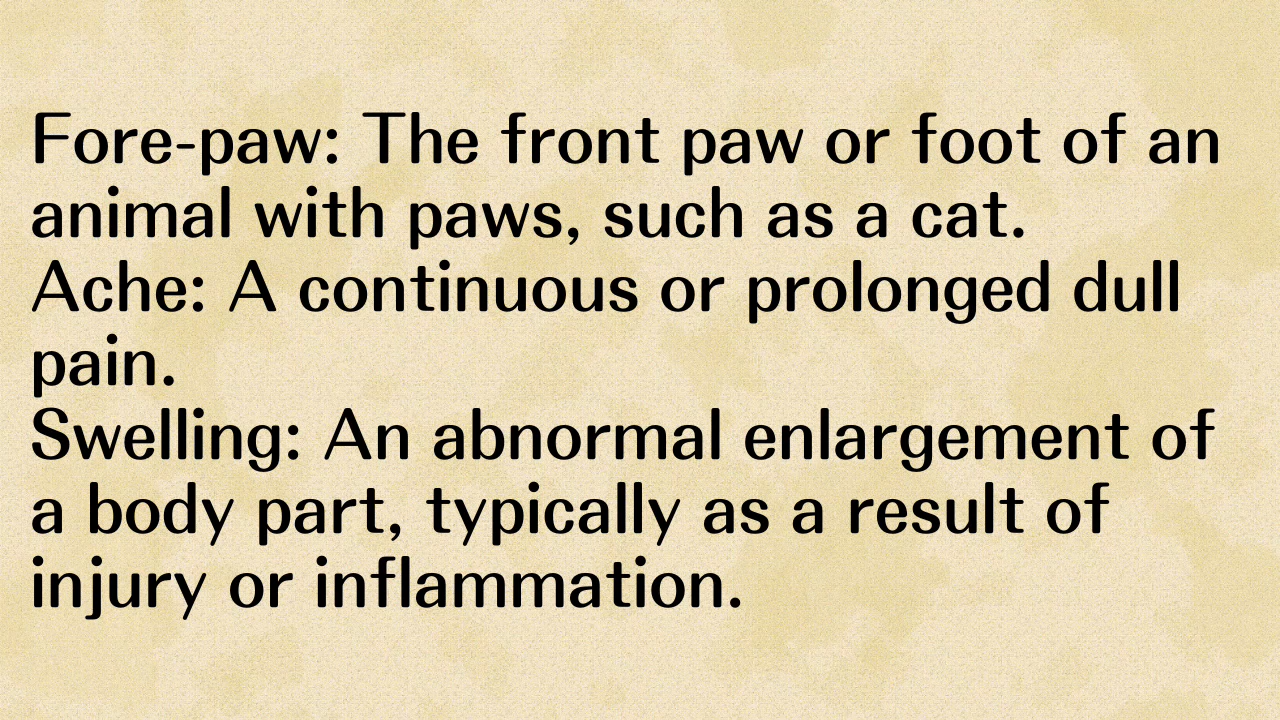 Fore-paw: The front paw or foot of an
animal with paws, such as a cat.
Ache: A continuous or prolonged dull
pain.
Swelling: An abnormal enlargement of
a body part, typically as a result of
injury or inflammation.